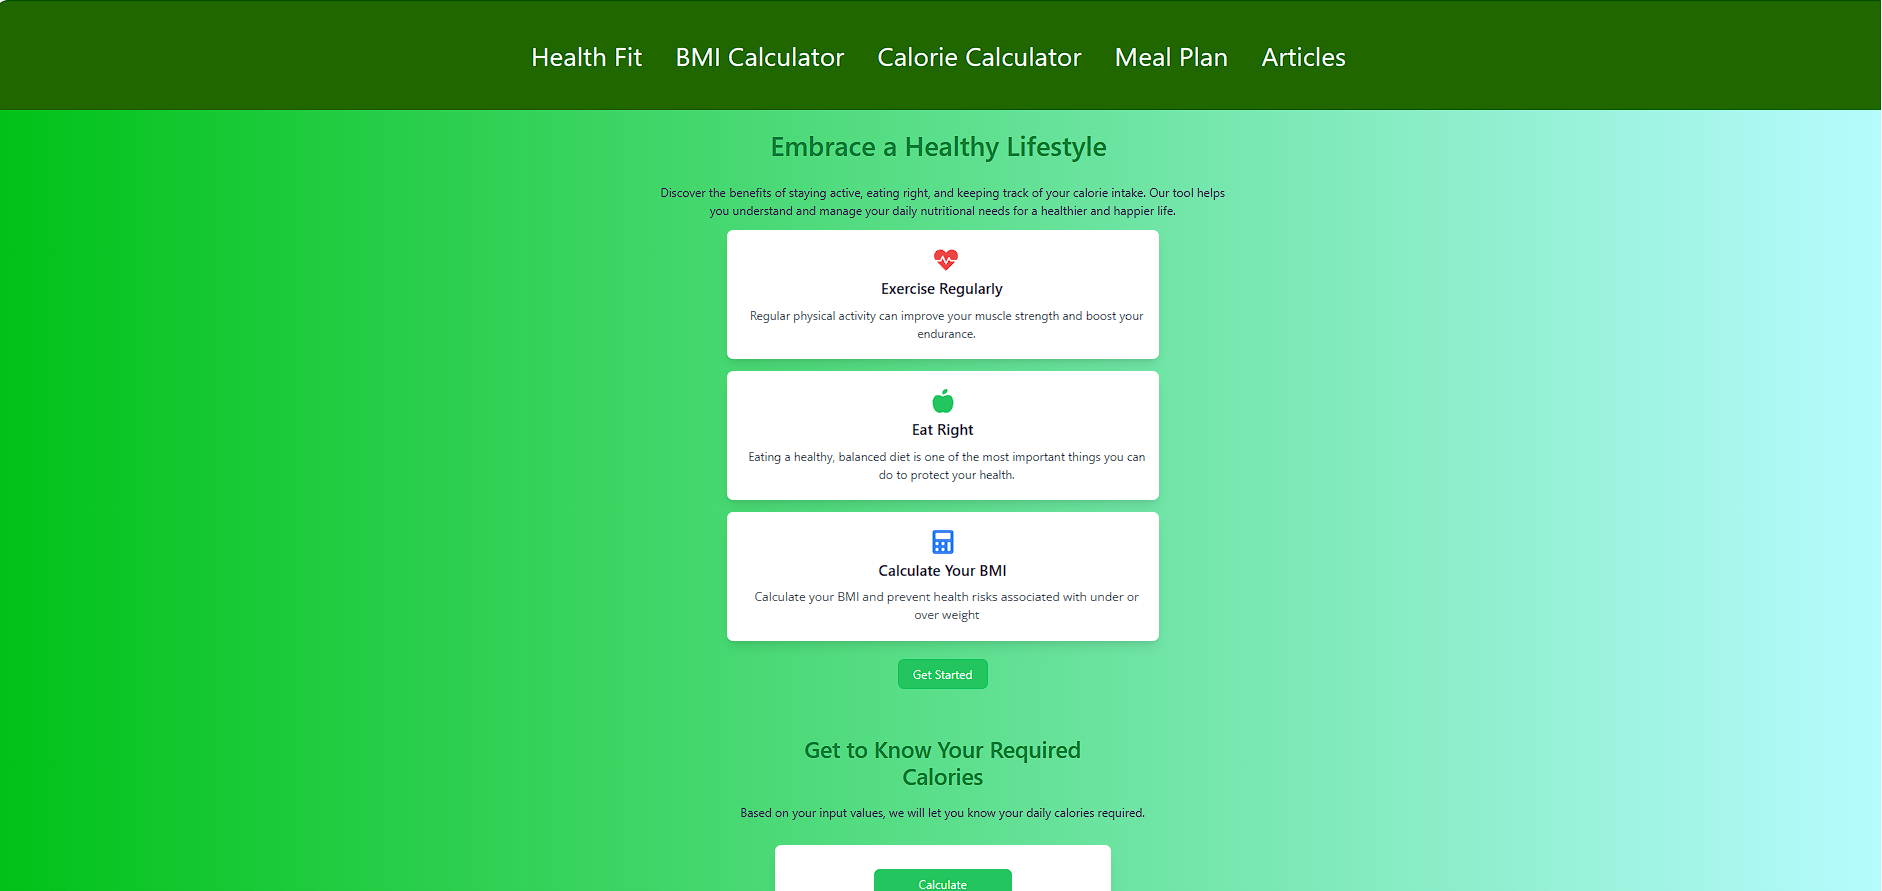 Health Fit BMI Calculator Calorie Calculator Meal Plan Articles
Embrace a Healthy Lifestyle
Discover the benefits of staying active, eating right, and keeping track of your calorie intake. Our tool helps
you understand and manage your daily nutritional needs for a healthier and happier life.
Exercise Regularly
Regular physical activity can improve your muscle strength and boost your
endurance.
Eat Right
Eating a healthy, balanced diet is one of the most important things you can
do to protect your health.
Calculate Your BMI
Calculate your BMI and prevent health risks associated with under or
over weight
Get Started
Get to Know Your Required
Calories
Based on your input values, we will let you know your daily calories required.
Calculate